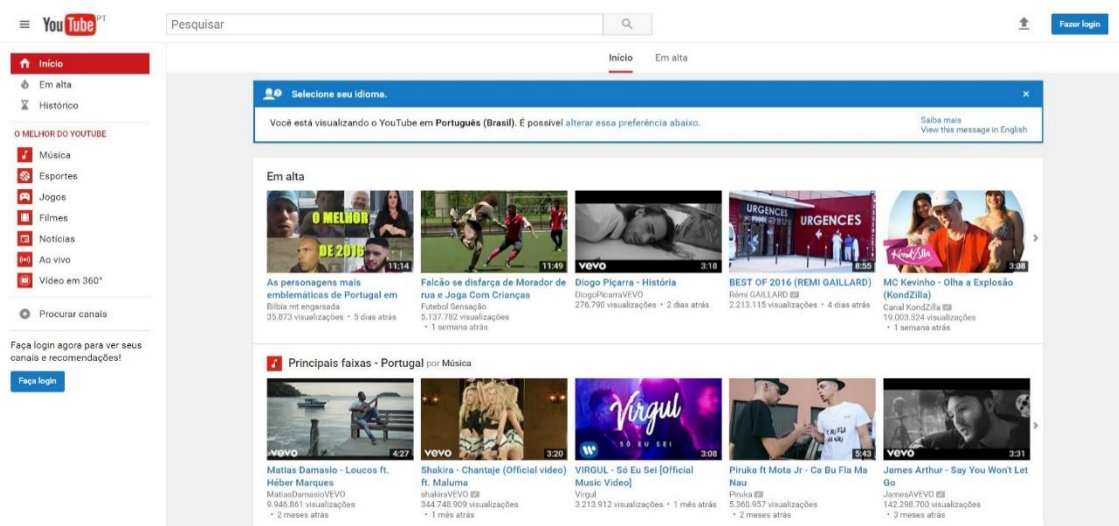 YouTube PT
Pesquisar
Fazer login
Início
Em alta
Histórico
O MELHOR DO YOUTUBE
Música
Esportes
Jogos
Filmes
Notícias
Ao vivo
Vídeo em 360°
Procurar canais
Faça login agora para ver seus
canais e recomendações!
Faça login
Início Em alta
Selecione seu idioma.
Você está visualizando o YouTube em Português (Brasil). É possível alterar essa preferência abaixo.
Saiba mais
View this message in English
Em alta
O MELHOR
DE 2016
11:14
As personagens mais
emblemáticas de Portugal em
Bilbia mt engarsada
35.873 visualizações • 5 dias atrás
11:49
Falcão se disfarça de Morador de
rua e Joga Com Crianças
Futebol Sensação
5.137.782 visualizações
• 1 semana atrás
vevo
3:18
Diogo Piçarra - História
DiogoPicarraVEVO
276.790 visualizações • 2 dias atrás
URGENCES
URGENCES
8:55
BEST OF 2016 (REMI GAILLARD)
Rémi GAILLARD
2.213.115 visualizações • 4 dias atrás
KondZilla
3:08
MC Kevinho - Olha a Explosão
(KondZilla)
Canal KondZilla
19.003.324 visualizações
• 1 semana atrás
Principais faixas - Portugal por Música
vevo
4:27
Matias Damasio - Loucos ft.
Héber Marques
MatiasDamasioVEVO
9.946.861 visualizações
• 2 meses atrás
vevo
3:20
Shakira - Chantaje (Official video)
ft. Maluma
shakiraVEVO
344.748.909 visualizações
• 1 mês atrás
Virgul
SÓ EU SEI
3:08
VIRGUL - Só Eu Sei [Official
Music Video]
Virgul
3.213.912 visualizações • 1 mês atrás
5:43
Piruka ft Mota Jr - Ca Bu Fla Ma
Nau
Piruka
5.360.957 visualizações
• 2 meses atrás
vevo
3:31
James Arthur - Say You Won't Let
Go
JamesAVEVO
142.298.700 visualizações
• 3 meses atrás